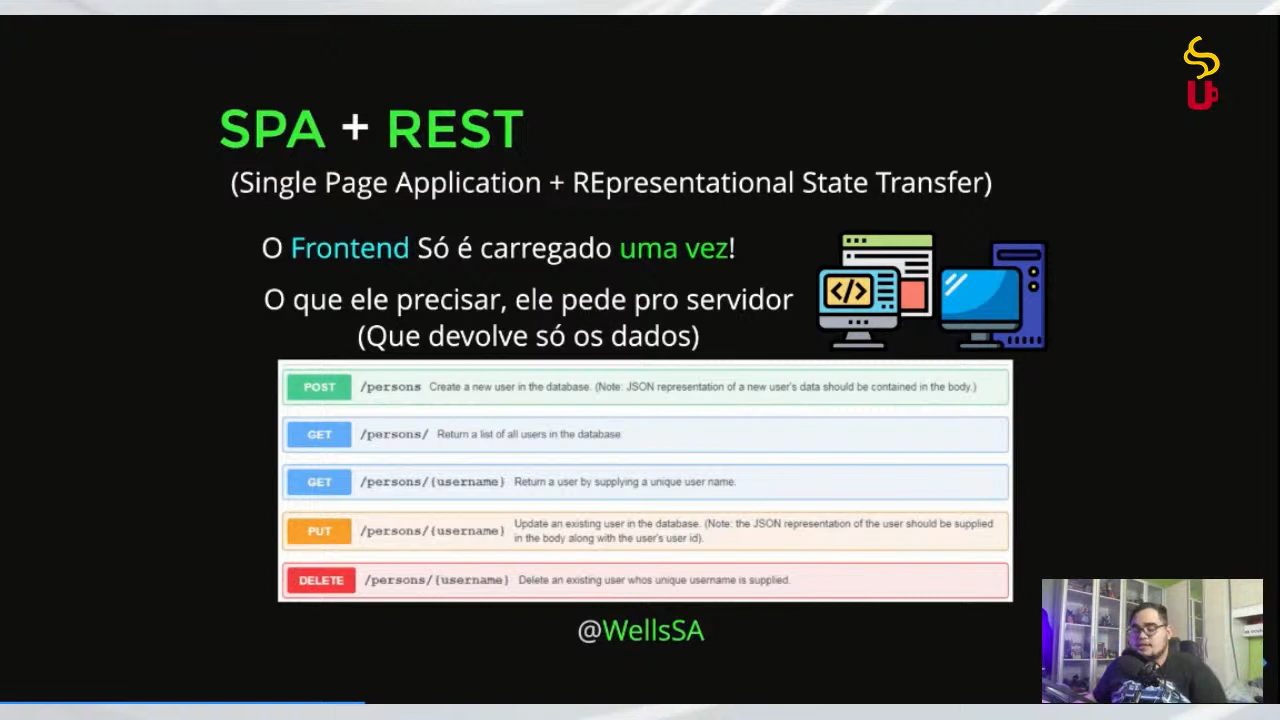 SPA + REST
(Single Page Application + REpresentational State Transfer)
O Frontend Só é carregado uma vez!
O que ele precisar, ele pede pro servidor
(Que devolve só os dados)
POST /persons Create a new user in the database. (Note: JSON representation of a new user's data should be contained in the body.)
GET /persons/ Return a list of all users in the database
GET /persons/{username} Return a user by supplying a unique user name.
PUT /persons/{username} Update an existing user in the database. (Note: the JSON representation of the user should be supplied
in the body along with the user's user id).
DELETE /persons/{username} Delete an existing user whos unique username is supplied.
@WellsSA